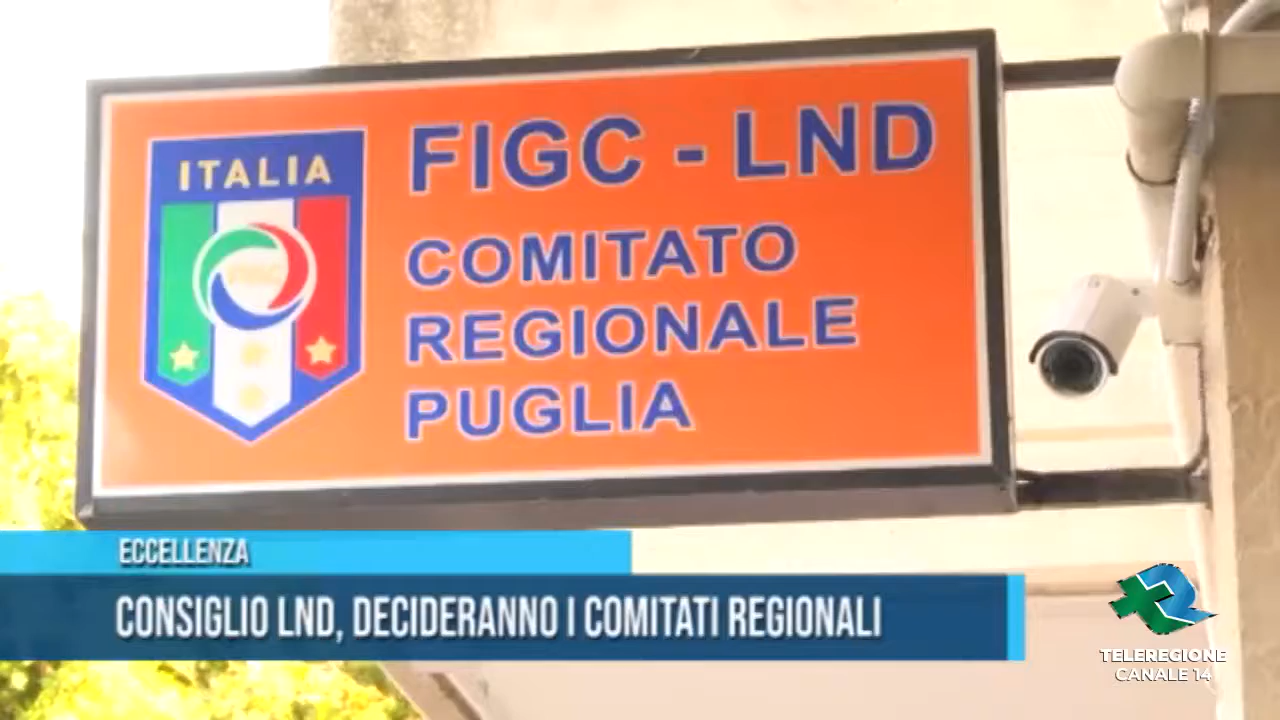 ITALIA
FIGC - LND
COMITATO
REGIONALE
PUGLIA
ECCELLENZA
CONSIGLIO LND, DECIDERANNO I COMITATI REGIONALI
TELEREGIONE
CANALE 14